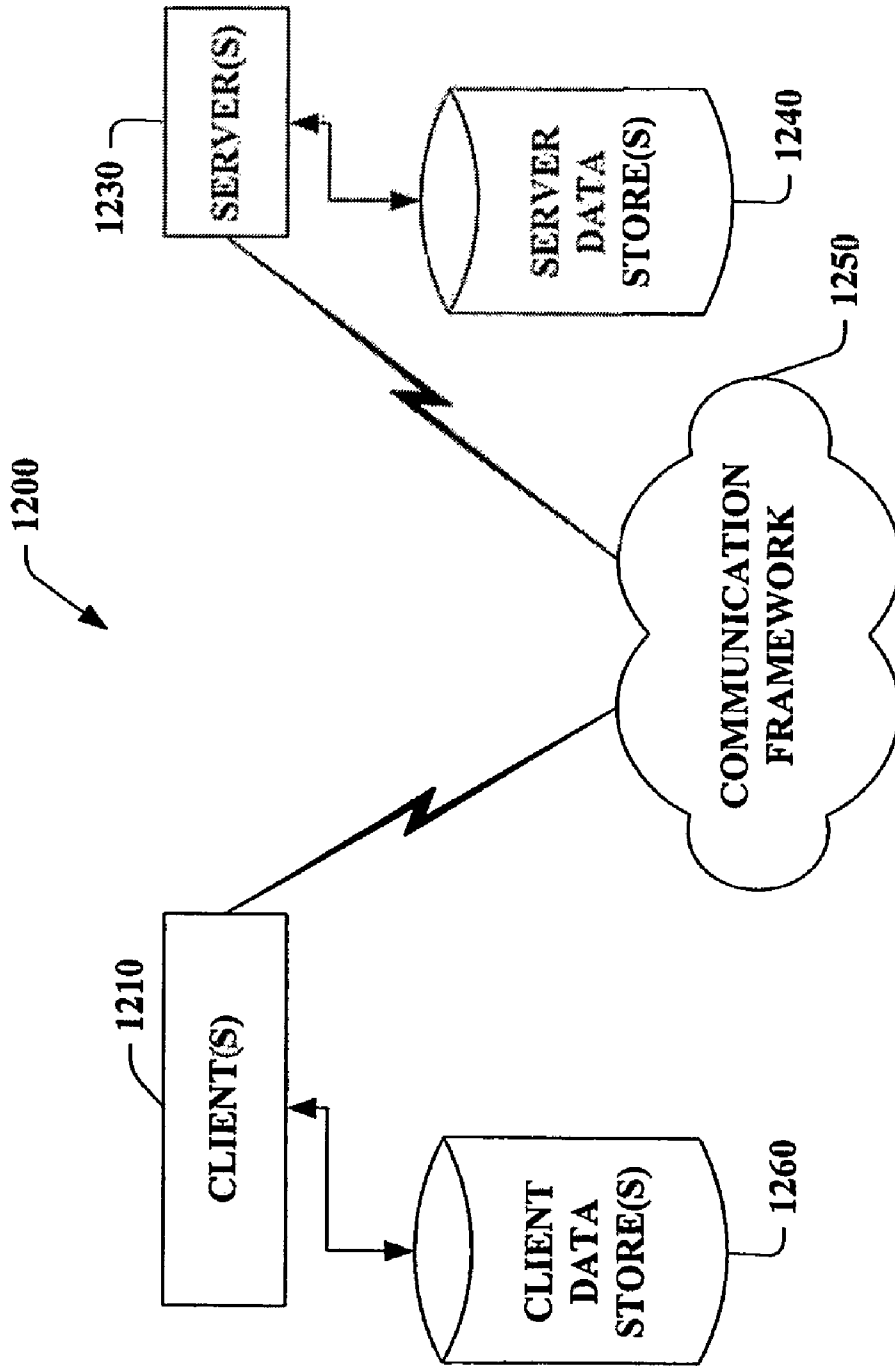 1200
1210
CLIENT(S)
1230
SERVER(S)
CLIENT
DATA
STORE(S)
1260
SERVER
DATA
STORE(S)
1240
COMMUNICATION
FRAMEWORK
1250